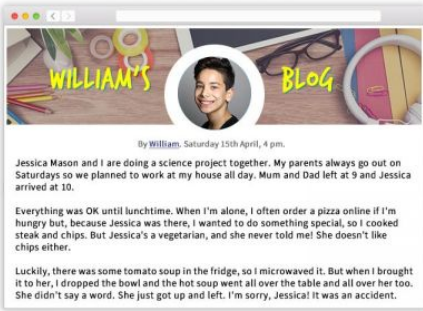 WILLIAM'S BLOG
By William. Saturday 15th April, 4 pm.
Jessica Mason and I are doing a science project together. My parents always go out on
Saturdays so we planned to work at my house all day. Mum and Dad left at 9 and Jessica
arrived at 10.
Everything was OK until lunchtime. When I'm alone, I often order a pizza online if I'm
hungry but, because Jessica was there, I wanted to do something special, so I cooked
steak and chips. But Jessica's a vegetarian, and she never told me! She doesn't like
chips either.
Luckily, there was some tomato soup in the fridge, so I microwaved it. But when I brought
it to her, I dropped the bowl and the hot soup went all over the table and all over her too.
She didn't say a word. She just got up and left. I'm sorry, Jessica! It was an accident.